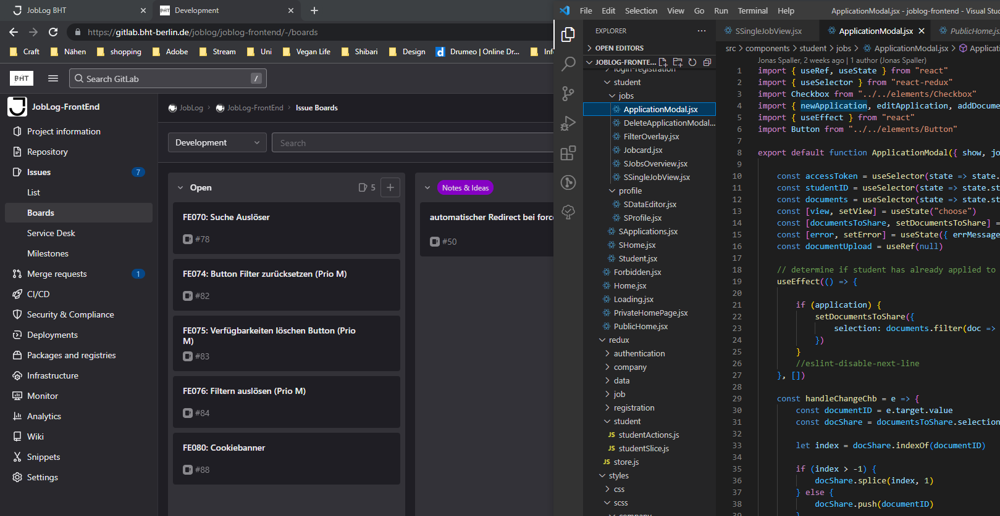 JobLog BHT
Development
https://gitlab.bht-berlin.de/joblog/joblog-frontend/-/boards
Craft
Nähen
shopping
Adobe
Stream
Uni
Vegan Life
Shibari
Design
Drumeo | Online Dr...
BHT
Search GitLab
/
JobLog-FrontEnd
Project information
Repository
Issues
7
List
Boards
Service Desk
Milestones
Merge requests
1
CI/CD
Security & Compliance
Deployments
Packages and registries
Infrastructure
Monitor
Analytics
Wiki
Snippets
Settings
JobLog > JobLog-FrontEnd > Issue Boards
Development
Search
Open
5
FE070: Suche Auslöser
#78
FE074: Button Filter zurücksetzen (Prio M)
#82
FE075: Verfügbarkeiten löschen Button (Prio
M)
#83
FE076: Filtern auslösen (Prio M)
#84
FE080: Cookiebanner
#88
Notes & Ideas
automatischer Redirect bei force
#50
File Edit Selection View Go Run Terminal Help
ApplicationModal.jsx - joblog-frontend - Visual Stu
EXPLORER
OPEN EDITORS
JOBLOG-FRONTE...
login-registration
student
jobs
ApplicationModal.jsx
DeleteApplicationModal...
FilterOverlay.jsx
Jobcard.jsx
SJobsOverview.jsx
SSingleJobView.jsx
profile
SDataEditor.jsx
SProfile.jsx
SApplications.jsx
SHome.jsx
Student.jsx
Forbidden.jsx
Home.jsx
Loading.jsx
PrivateHomePage.jsx
PublicHome.jsx
redux
authentication
company
data
job
registration
student
JS studentActions.js
JS studentSlice.js
JS store.js
styles
css
scss
company
SSingleJobView.jsx
ApplicationModal.jsx
PublicHome.js
src > components > student > jobs > ApplicationModal.jsx > Applicati
Jonas Spaller, 2 weeks ago | 1 author (Jonas Spaller)
1 import { useRef, useState } from "react"
2 import { useSelector } from "react-redux"
3 import Checkbox from "../../elements/Checkbox"
4 import { newApplication, editApplication, addDocume
5 import { useEffect } from "react"
6 import Button from "../../elements/Button"
7
8 export default function ApplicationModal({ show, jo
9
10 const accessToken = useSelector(state => state.
11 const studentID = useSelector(state => state.st
12 const documents = useSelector(state => state.st
13 const [view, setView] = useState("choose")
14 const [documentsToShare, setDocumentsToShare] =
15 const [error, setError] = useState({ errMessage
16 const documentUpload = useRef(null)
17
18 // determine if student has already applied to
19 useEffect(() => {
20
21 if (application) {
22 setDocumentsToShare({
23 selection: documents.filter(doc =>
24 })
25 }
26 //eslint-disable-next-line
27 }, [])
28
29 const handleChangeChb = e => {
30 const documentID = e.target.value
31 const docShare = documentsToShare.selection
32
33 let index = docShare.indexOf(documentID)
34
35 if (index > -1) {
36 docShare.splice(index, 1)
37 } else {
38 docShare.push(documentID)
39 }